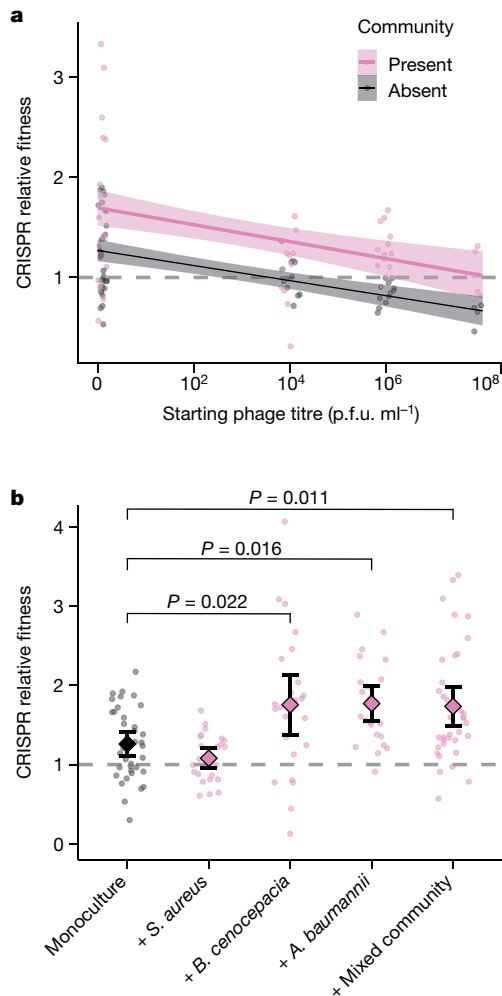 a
Community
Present
Absent
CRISPR relative fitness
3
2
1
0
10²
10⁴
10⁶
10⁸
Starting phage titre (p.f.u. ml⁻¹)
b
P = 0.011
P = 0.016
P = 0.022
CRISPR relative fitness
4
3
2
1
0
Monoculture
+ S. aureus
+ B. cenocepacia
+ A. baumannii
+ Mixed community